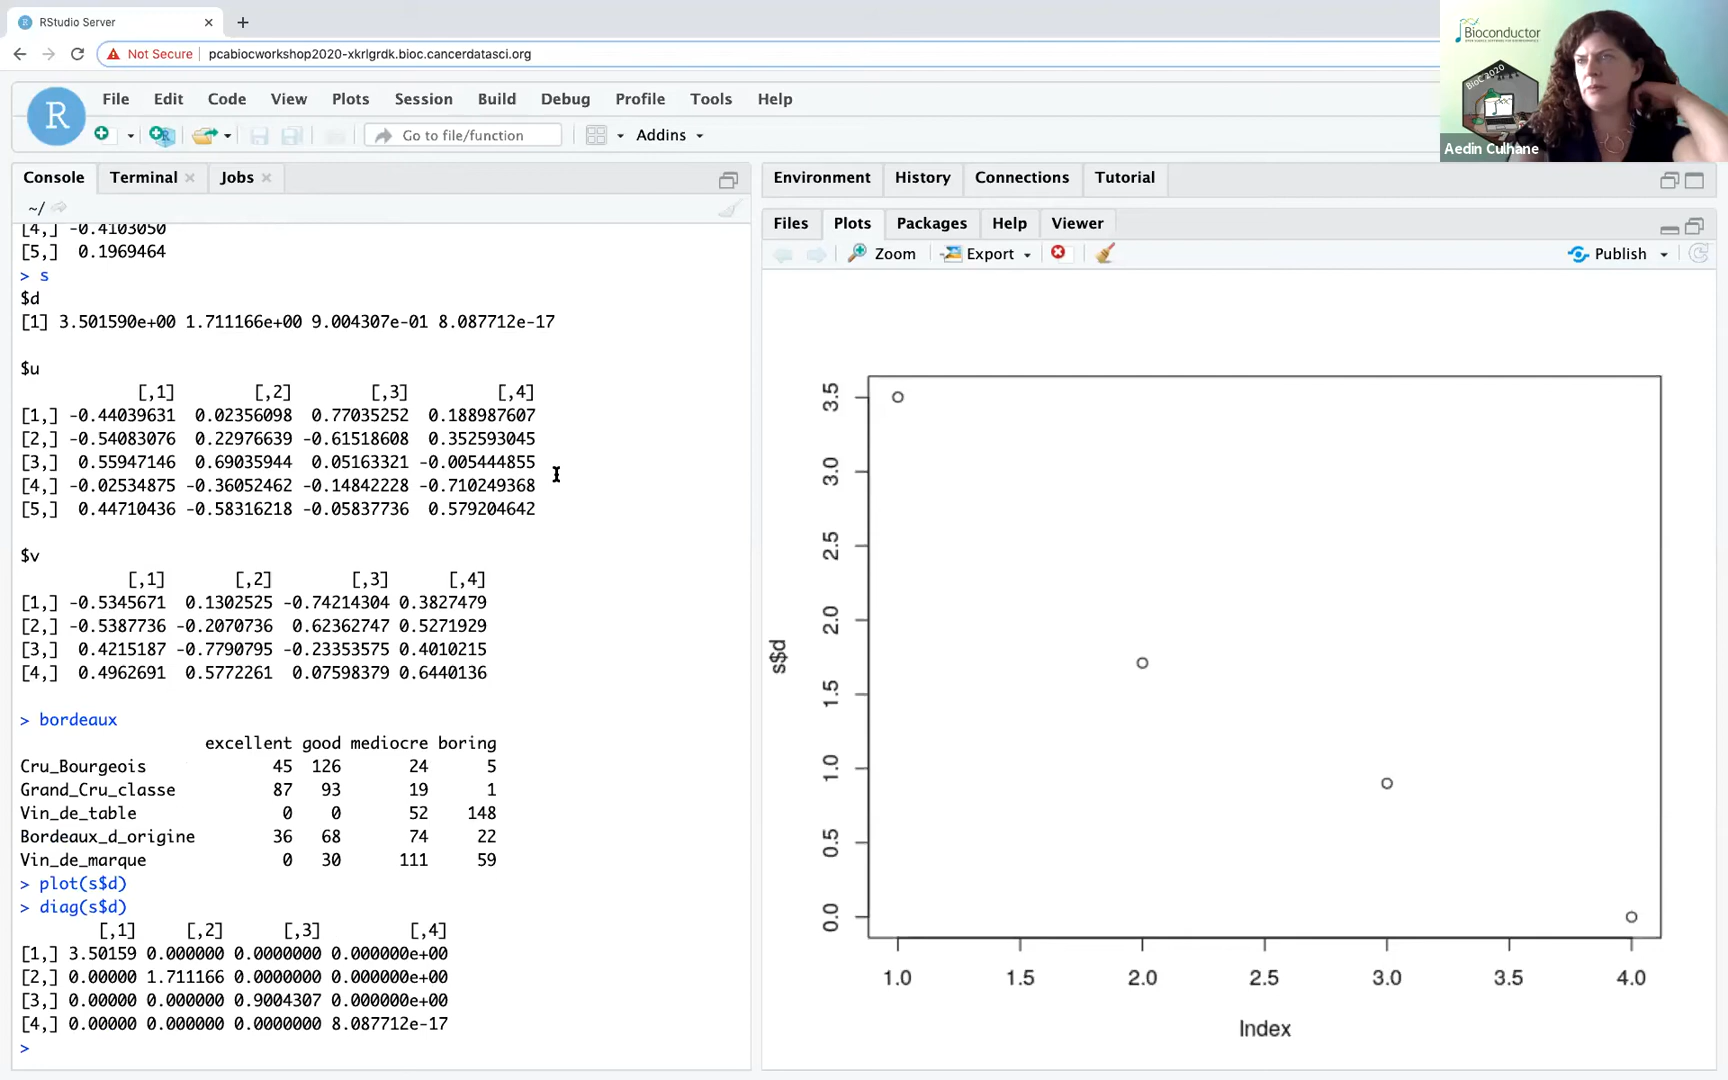 RStudio Server
Not Secure
pcabiocworkshop2020-xkrlgrdk.bioc.cancerdatasci.org
Bioconductor
BioC2020
Aedin Culhane
R
File Edit Code View Plots Session Build Debug Profile Tools Help
Go to file/function
Addins
Console Terminal Jobs
~/
[4,] -0.4103050
[5,] 0.1969464
> s
$d
[1] 3.501590e+00 1.711166e+00 9.004307e-01 8.087712e-17
$u
[,1] [,2] [,3] [,4]
[1,] -0.44039631 0.02356098 0.77035252 0.188987607
[2,] -0.54083076 0.22976639 -0.61518608 0.352593045
[3,] 0.55947146 0.69035944 0.05163321 -0.005444855
[4,] -0.02534875 -0.36052462 -0.14842228 -0.710249368
[5,] 0.44710436 -0.58316218 -0.05837736 0.579204642
$v
[,1] [,2] [,3] [,4]
[1,] -0.5345671 0.1302525 -0.74214304 0.3827479
[2,] -0.5387736 -0.2070736 0.62362747 0.5271929
[3,] 0.4215187 -0.7790795 -0.23353575 0.4010215
[4,] 0.4962691 0.5772261 0.07598379 0.6440136
> bordeaux
excellent good mediocre boring
Cru_Bourgeois 45 126 24 5
Grand_Cru_classe 87 93 19 1
Vin_de_table 0 0 52 148
Bordeaux_d_origine 36 68 74 22
Vin_de_marque 0 30 111 59
> plot(s$d)
> diag(s$d)
[,1] [,2] [,3] [,4]
[1,] 3.50159 0.000000 0.0000000 0.000000e+00
[2,] 0.00000 1.711166 0.0000000 0.000000e+00
[3,] 0.00000 0.000000 0.9004307 0.000000e+00
[4,] 0.00000 0.000000 0.0000000 8.087712e-17
>
Environment History Connections Tutorial
Files Plots Packages Help Viewer
Zoom Export Publish
3.5
3.0
2.5
2.0
1.5
1.0
0.5
0.0
s$d
1.0 1.5 2.0 2.5 3.0 3.5 4.0
Index